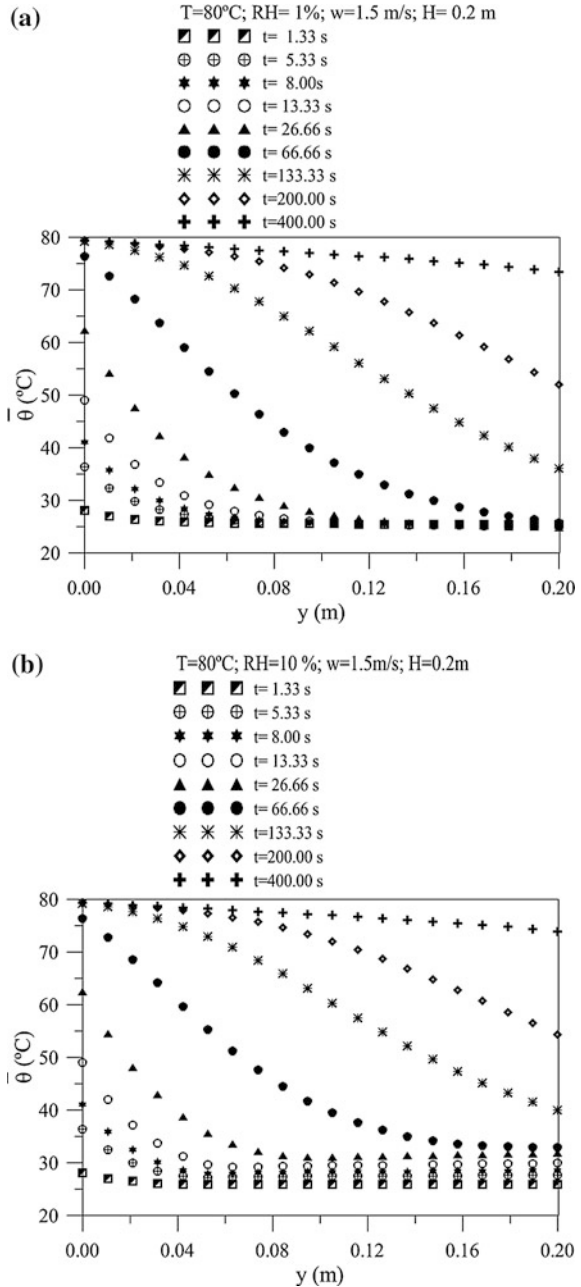 (a)
T=80ºC; RH= 1%; w=1.5 m/s; H= 0.2 m
t= 1.33 s
t= 5.33 s
t= 8.00s
t= 13.33 s
t= 26.66 s
t= 66.66 s
t=133.33 s
t=200.00 s
t=400.00 s
80
70
60
50
40
30
20
θ̅ (ºC)
0.00 0.04 0.08 0.12 0.16 0.20
y (m)
(b)
T=80ºC; RH=10 %; w=1.5m/s; H=0.2m
t= 1.33 s
t= 5.33 s
t= 8.00 s
t= 13.33 s
t= 26.66 s
t= 66.66 s
t=133.33 s
t=200.00 s
t=400.00 s
80
70
60
50
40
30
20
θ̅ (ºC)
0.00 0.04 0.08 0.12 0.16 0.20
y (m)